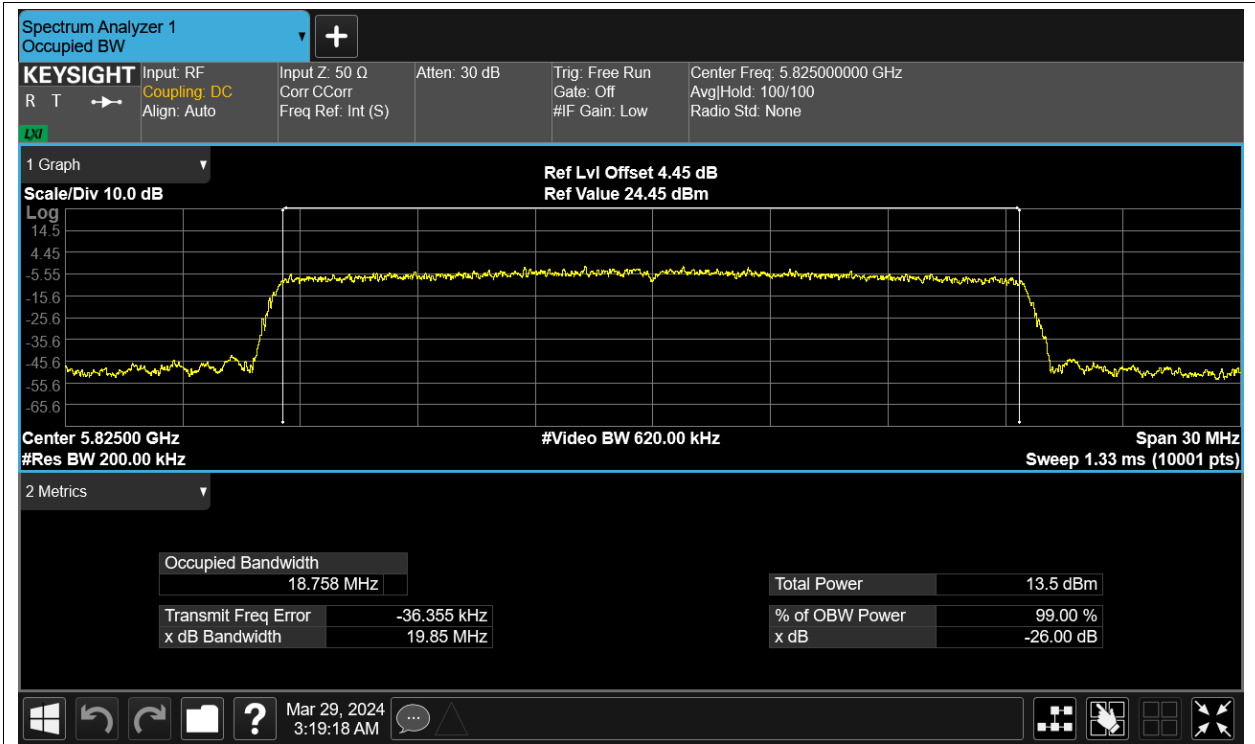 Spectrum Analyzer 1
Occupied BW
KEYSIGHT
R T
LXI
Input: RF
Coupling: DC
Align: Auto
Input Z: 50 Ω
Corr CCorr
Freq Ref: Int (S)
Atten: 30 dB
Trig: Free Run
Gate: Off
#IF Gain: Low
Center Freq: 5.825000000 GHz
Avg|Hold: 100/100
Radio Std: None
1 Graph
Scale/Div 10.0 dB
Ref Lvl Offset 4.45 dB
Ref Value 24.45 dBm
Log
14.5
4.45
-5.55
-15.6
-25.6
-35.6
-45.6
-55.6
-65.6
Center 5.82500 GHz
#Res BW 200.00 kHz
#Video BW 620.00 kHz
Span 30 MHz
Sweep 1.33 ms (10001 pts)
2 Metrics
Occupied Bandwidth
18.758 MHz
Transmit Freq Error -36.355 kHz
x dB Bandwidth 19.85 MHz
Total Power 13.5 dBm
% of OBW Power 99.00 %
x dB -26.00 dB
?
Mar 29, 2024
3:19:18 AM